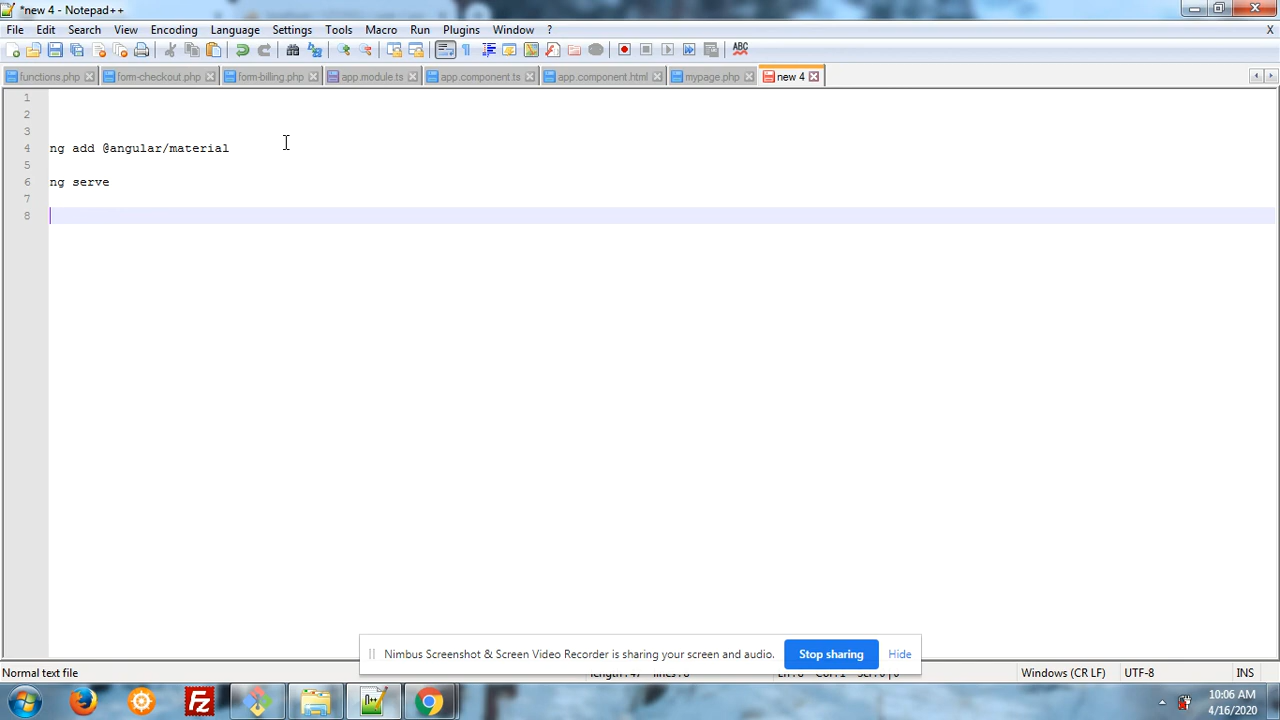 *new 4 - Notepad++
File Edit Search View Encoding Language Settings Tools Macro Run Plugins Window ? X
functions.php form-checkout.php form-billing.php app.module.ts app.component.ts app.component.html mypage.php new 4
1
2
3
4 ng add @angular/material
5
6 ng serve
7
8
Nimbus Screenshot & Screen Video Recorder is sharing your screen and audio. Stop sharing Hide
Normal text file Windows (CR LF) UTF-8 INS
10:06 AM
4/16/2020